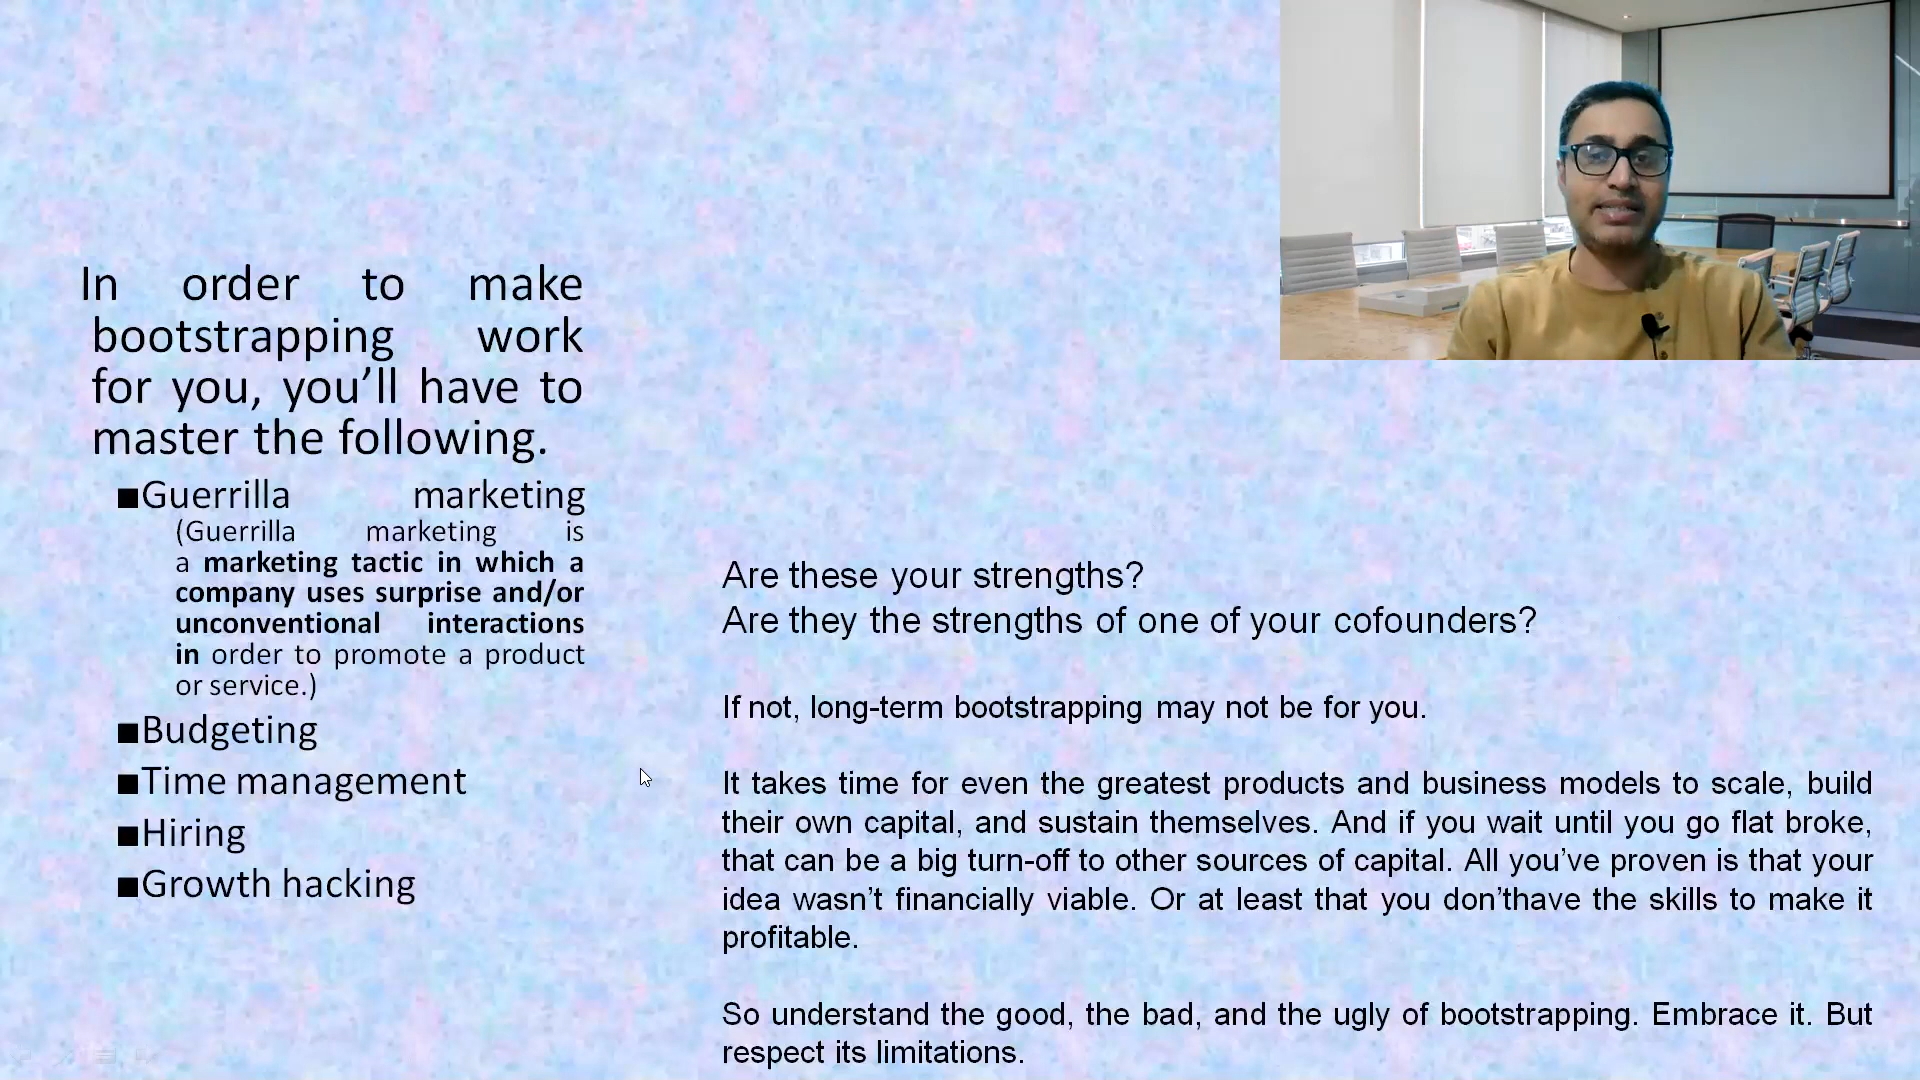 In order to make
bootstrapping work
for you, you’ll have to
master the following.
■Guerrilla marketing
(Guerrilla marketing is
a marketing tactic in which a
company uses surprise and/or
unconventional interactions
in order to promote a product
or service.)
■Budgeting
■Time management
■Hiring
■Growth hacking
Are these your strengths?
Are they the strengths of one of your cofounders?
If not, long-term bootstrapping may not be for you.
It takes time for even the greatest products and business models to scale, build
their own capital, and sustain themselves. And if you wait until you go flat broke,
that can be a big turn-off to other sources of capital. All you’ve proven is that your
idea wasn’t financially viable. Or at least that you don’thave the skills to make it
profitable.
So understand the good, the bad, and the ugly of bootstrapping. Embrace it. But
respect its limitations.